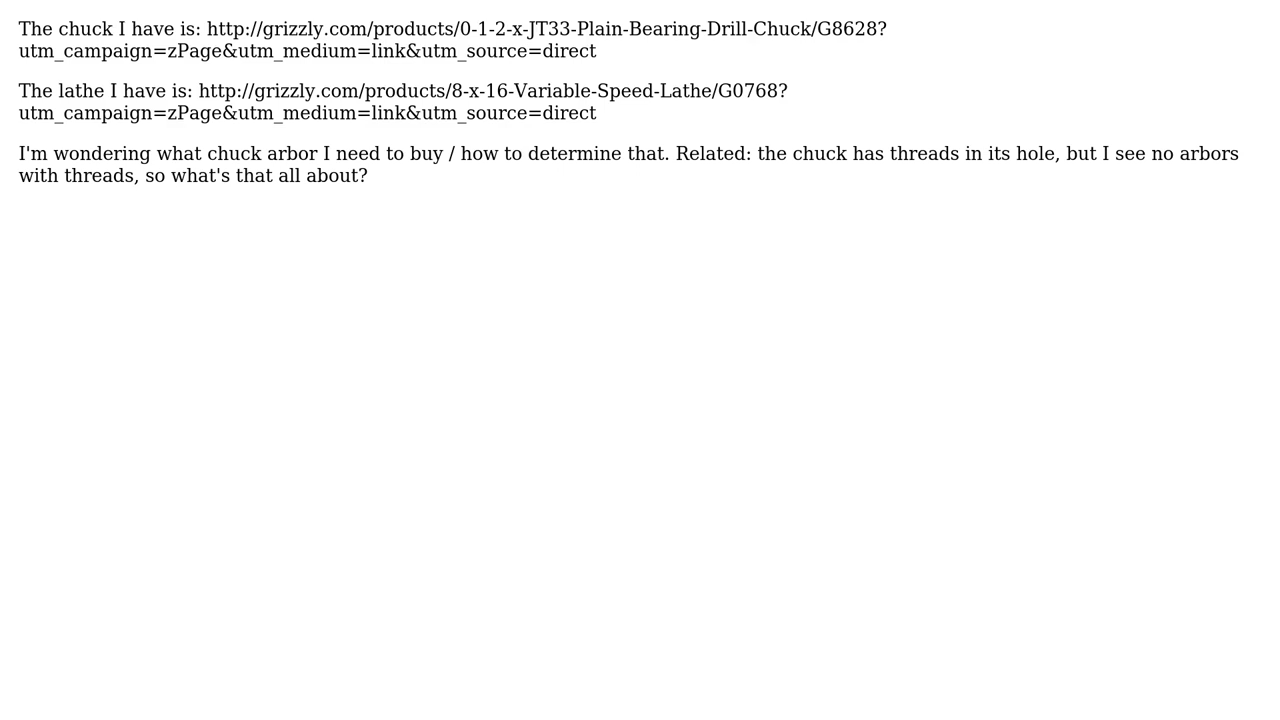 The chuck I have is: http://grizzly.com/products/0-1-2-x-JT33-Plain-Bearing-Drill-Chuck/G8628?
utm_campaign=zPage&utm_medium=link&utm_source=direct
The lathe I have is: http://grizzly.com/products/8-x-16-Variable-Speed-Lathe/G0768?
utm_campaign=zPage&utm_medium=link&utm_source=direct
I'm wondering what chuck arbor I need to buy / how to determine that. Related: the chuck has threads in its hole, but I see no arbors
with threads, so what's that all about?